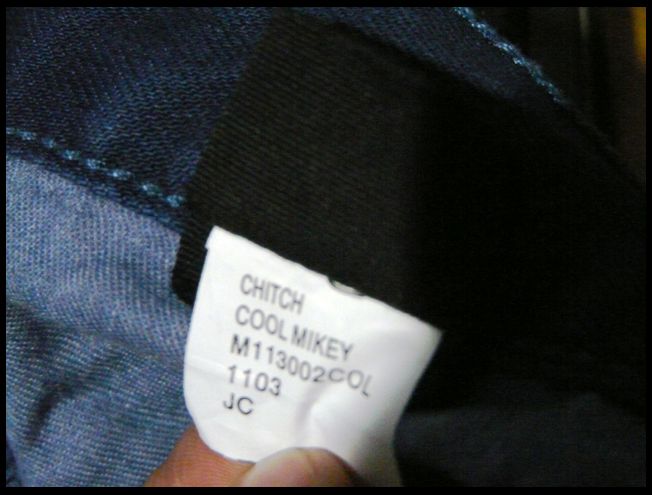 CHITCH
COOL MIKEY
M113002COL
1103
JC